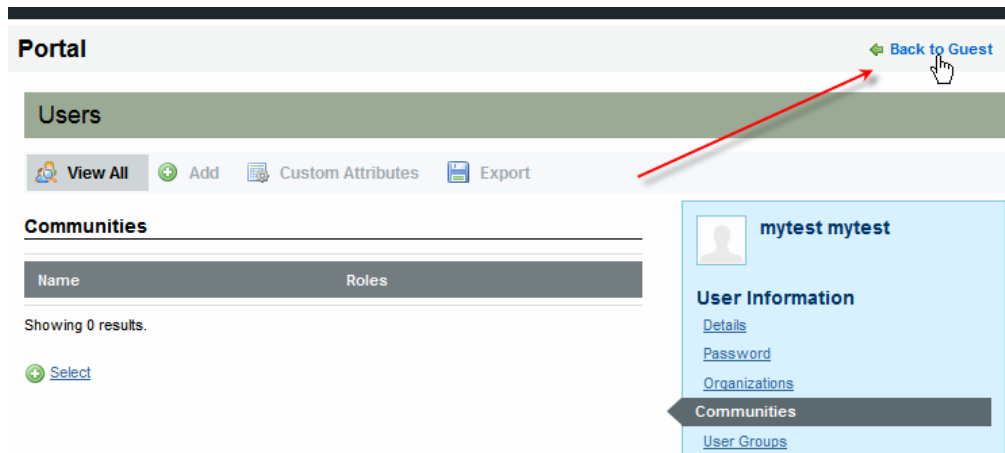 Portal
Back to Guest
Users
View All Add Custom Attributes Export
Communities
Name Roles
Showing 0 results.
Select
mytest mytest
User Information
Details
Password
Organizations
Communities
User Groups